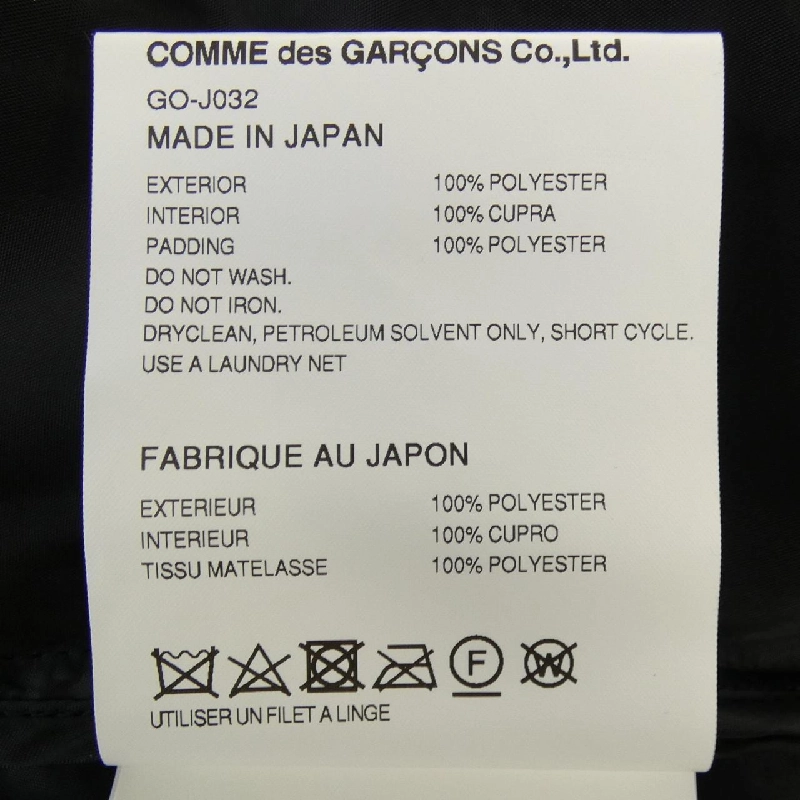 COMME des GARÇONS Co.,Ltd.
GO-J032
MADE IN JAPAN
EXTERIOR 100% POLYESTER
INTERIOR 100% CUPRA
PADDING 100% POLYESTER
DO NOT WASH.
DO NOT IRON.
DRYCLEAN, PETROLEUM SOLVENT ONLY, SHORT CYCLE.
USE A LAUNDRY NET
FABRIQUE AU JAPON
EXTERIEUR 100% POLYESTER
INTERIEUR 100% CUPRO
TISSU MATELASSE 100% POLYESTER
F W
UTILISER UN FILET A LINGE